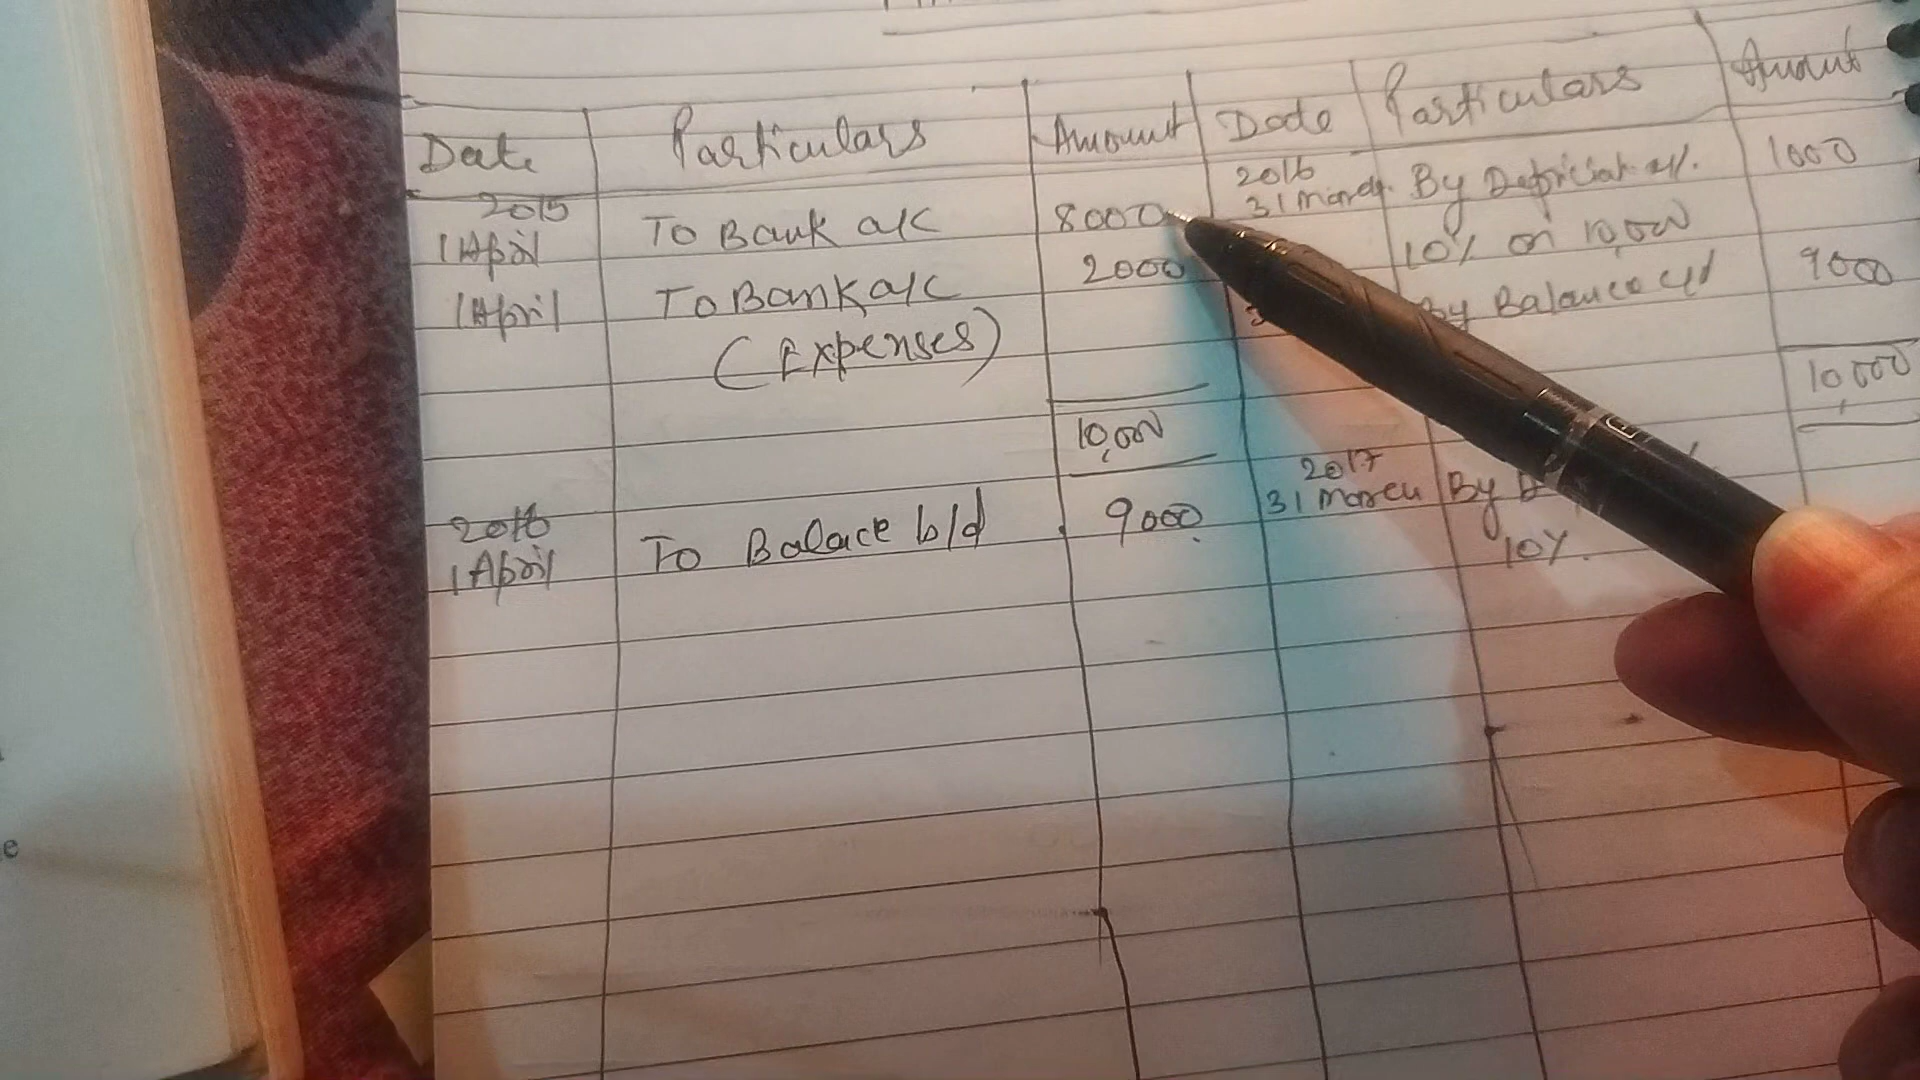 Date Particulars Amount Date Particulars Amount
2015 2016
1 April To Bank a/c 8000 31 March By Depriciat a/c. 1000
10% on 10,000
1 April To Bank a/c 2000 By Balance c/d 9000
(Expenses)
10,000 10,000
2016 2017
1 April To Balace b/d 9000 31 March By
10%.
e